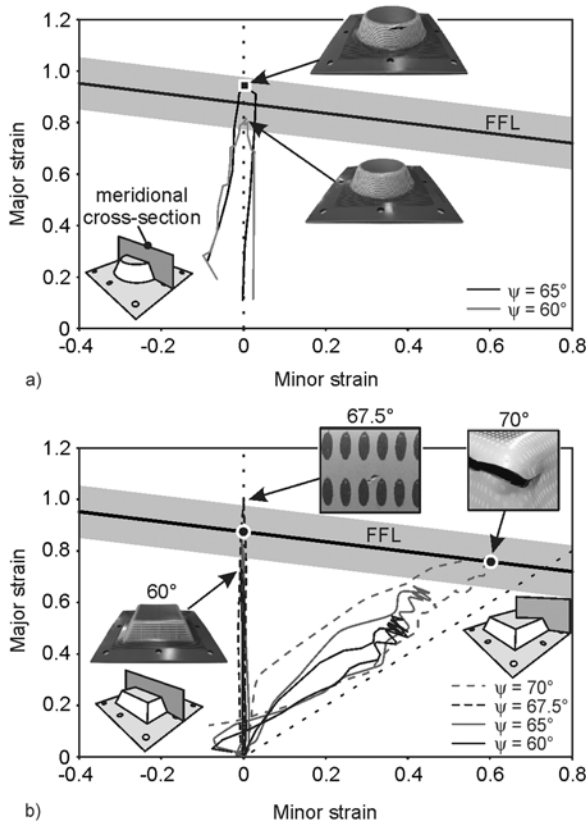 1.2
1
0.8
0.6
0.4
0.2
0
Major strain
FFL
meridional
cross-section
ψ = 65°
ψ = 60°
-0.4 -0.2 0 0.2 0.4 0.6 0.8
a)
Minor strain
67.5° 70°
1.2
1.0
0.8
0.6
0.4
0.2
0
Major strain
FFL
60°
ψ = 70°
ψ = 67.5°
ψ = 65°
ψ = 60°
-0.4 -0.2 0 0.2 0.4 0.6 0.8
b)
Minor strain